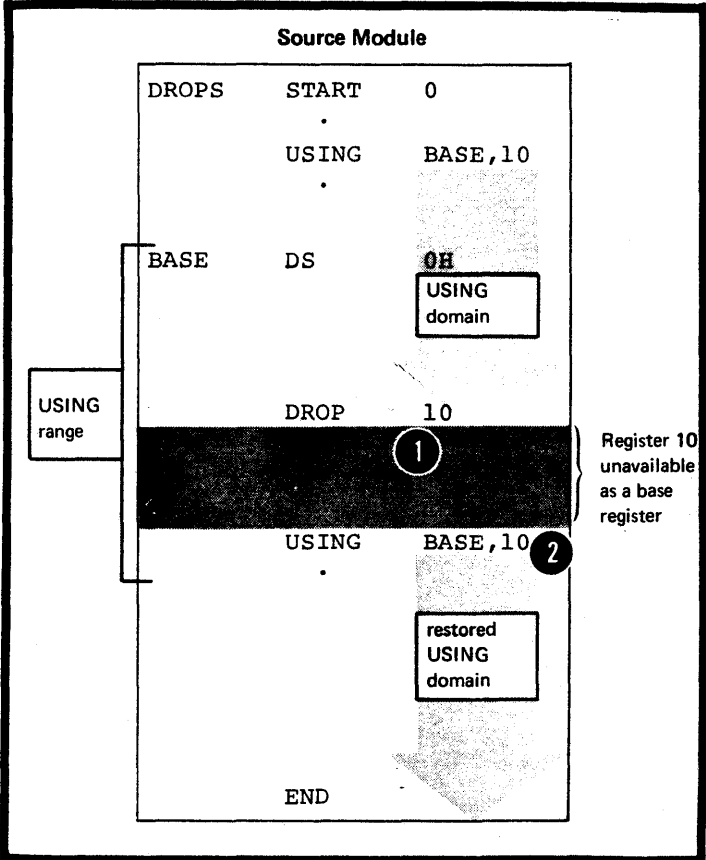 Source Module
DROPS START 0
.
USING BASE,10
.
BASE DS 0H
USING
domain
USING
range
DROP 10
1
Register 10
unavailable
as a base
register
USING BASE,10
2
.
restored
USING
domain
END